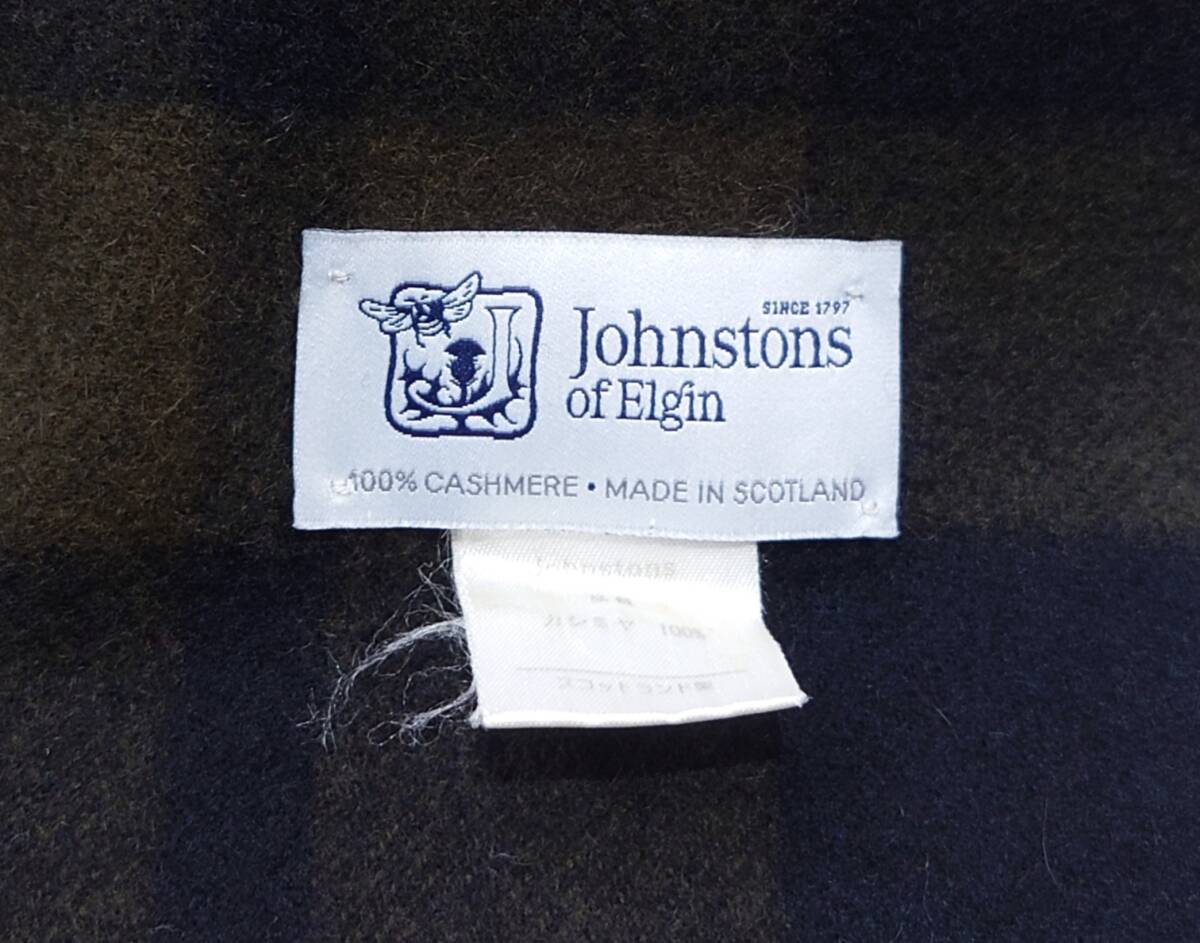 SINCE 1797
Johnstons
of Elgin
100% CASHMERE • MADE IN SCOTLAND
Johnstons
カシミヤ 100%
スコットランド製